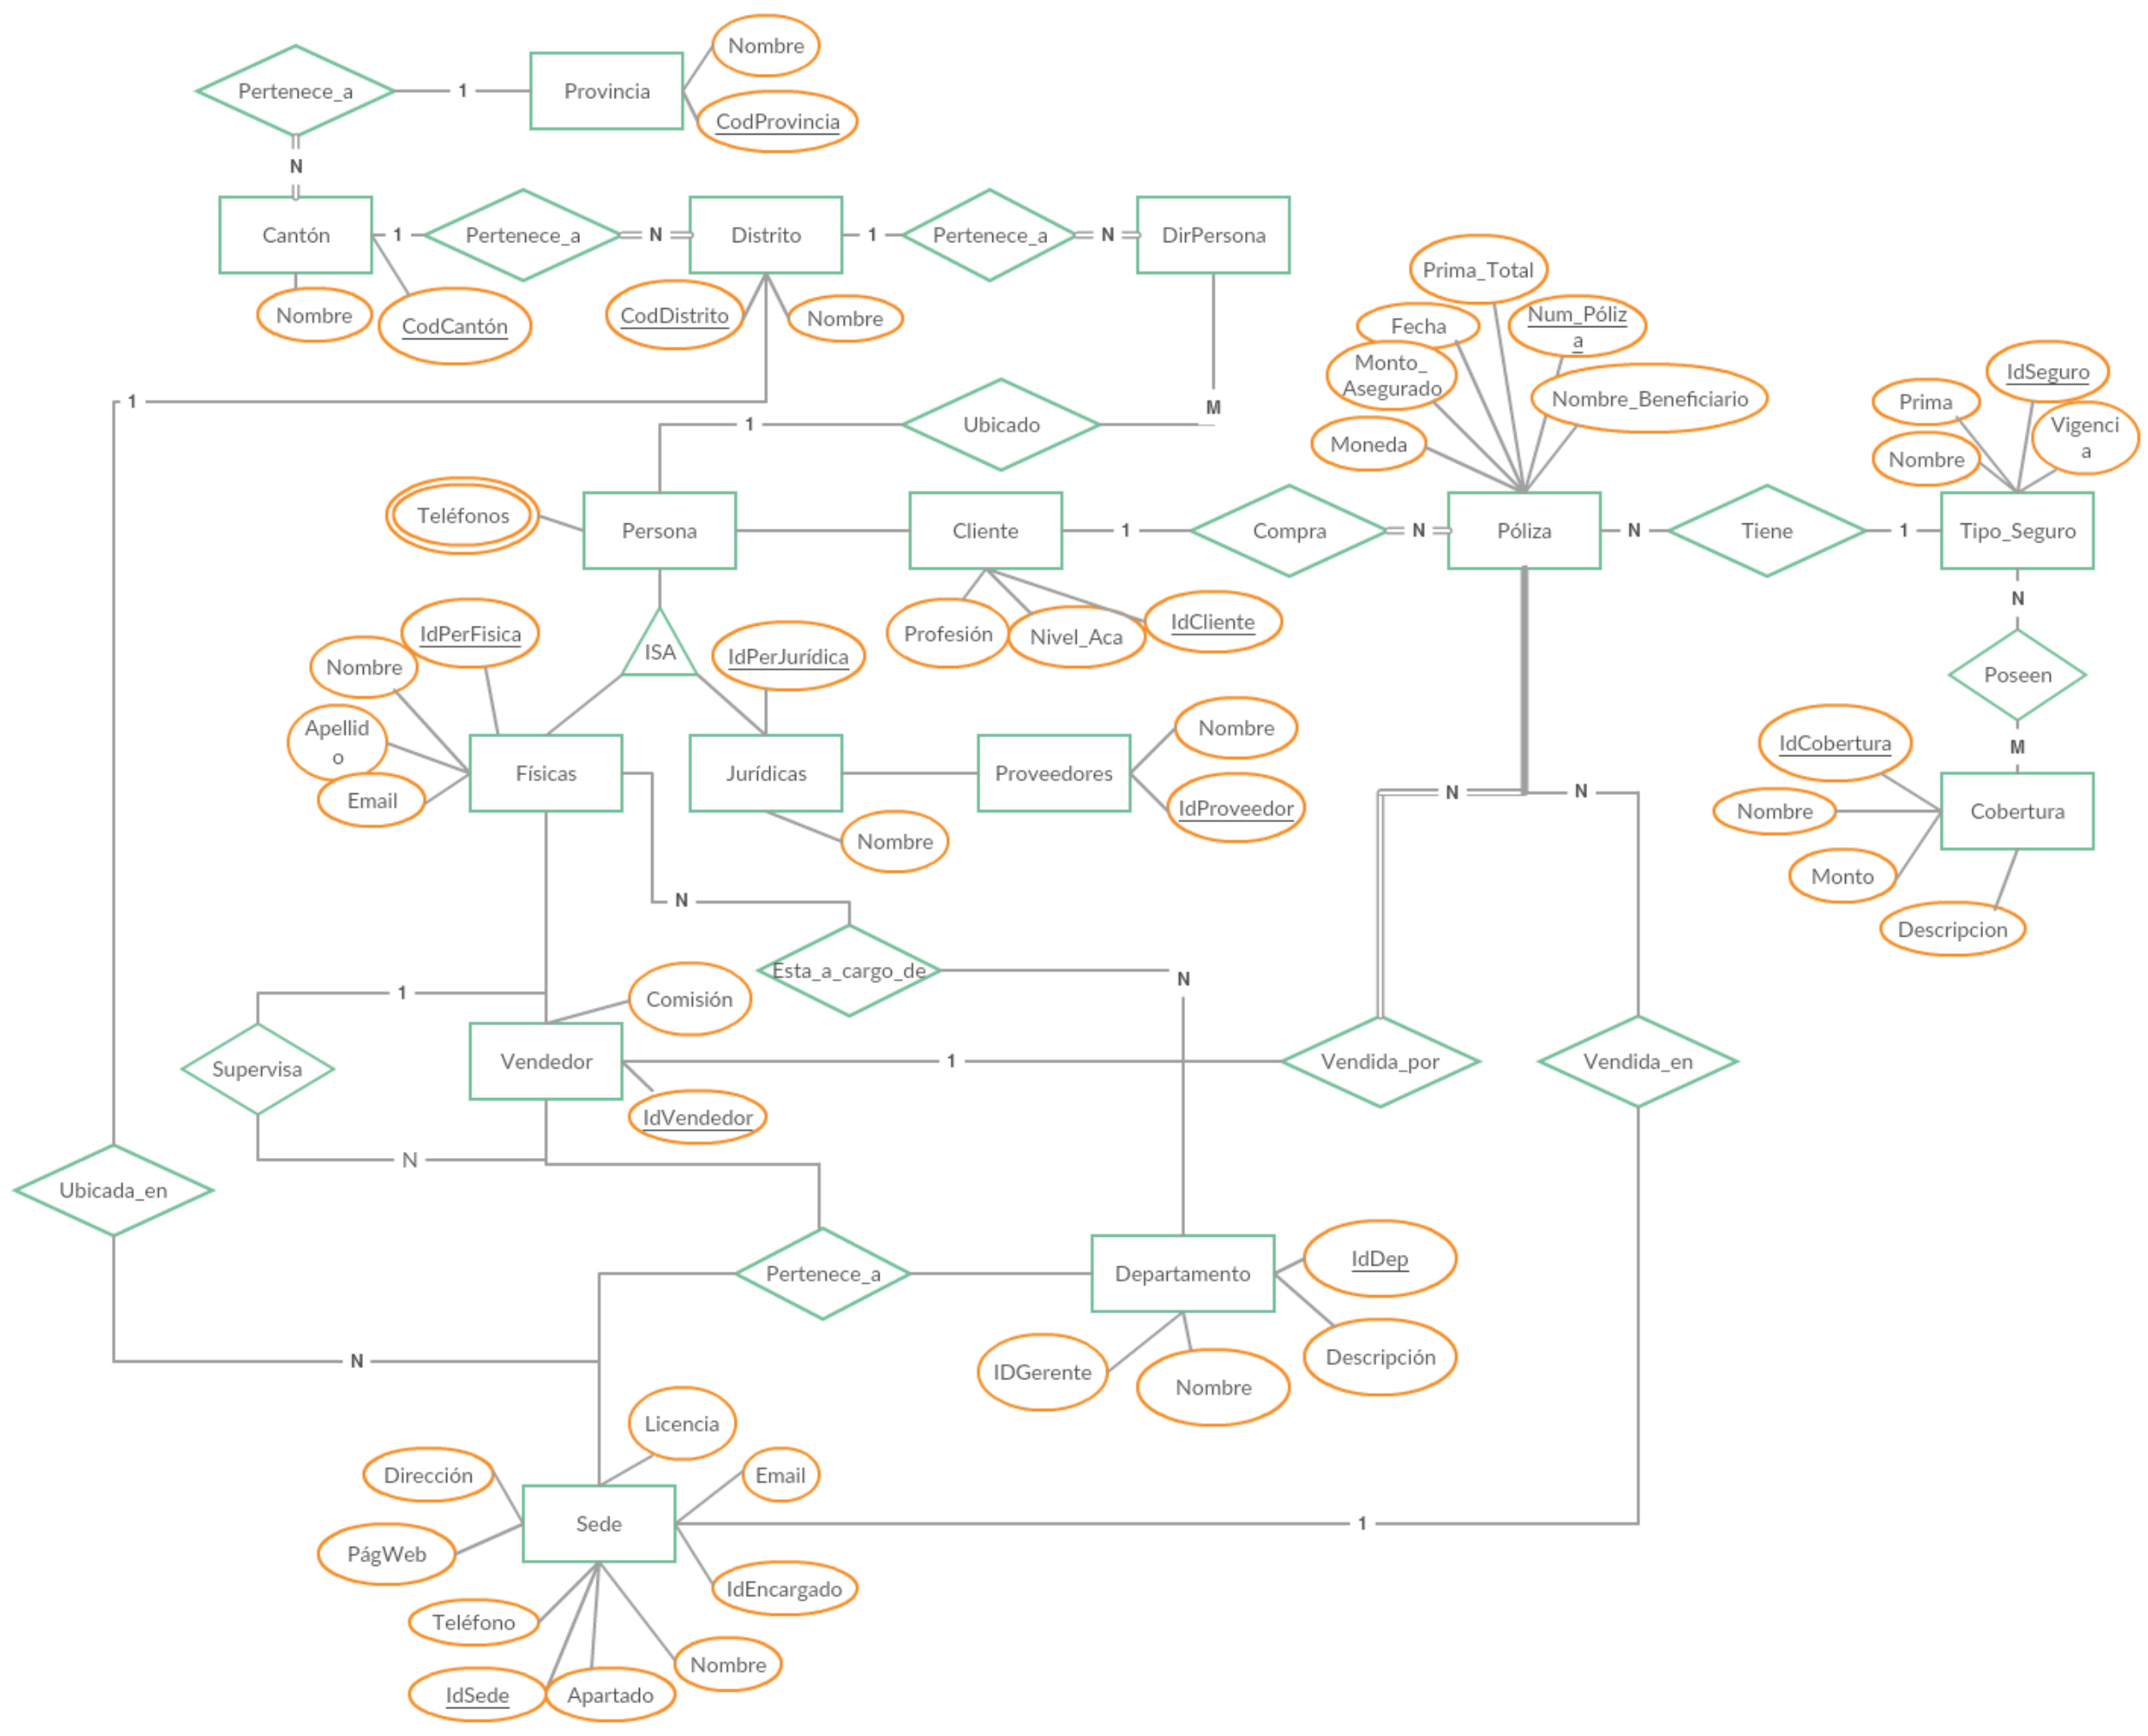 Nombre
Pertenece_a
1
Provincia
CodProvincia
N
Cantón
1
Pertenece_a
N
Distrito
1
Pertenece_a
N
DirPersona
Nombre
CodCantón
CodDistrito
Nombre
Prima_Total
Fecha
Num_Póliz
a
Monto_
Asegurado
Nombre_Beneficiario
Moneda
IdSeguro
Prima
Vigenci
a
Nombre
1
M
1
Ubicado
Teléfonos
Persona
Cliente
1
Compra
N
Póliza
N
Tiene
1
Tipo_Seguro
Profesión
Nivel_Aca
IdCliente
N
Poseen
M
IdPerFisica
Nombre
ISA
IdPerJurídica
Apellid
o
Email
Físicas
Jurídicas
Proveedores
Nombre
IdProveedor
Nombre
IdCobertura
Nombre
Cobertura
Monto
Descripcion
N
N
N
Esta_a_cargo_de
N
1
Comisión
Supervisa
Vendedor
1
Vendida_por
Vendida_en
IdVendedor
N
Ubicada_en
Pertenece_a
Departamento
IdDep
IDGerente
Nombre
Descripción
N
Licencia
Dirección
Email
PágWeb
Sede
1
IdEncargado
Teléfono
Nombre
IdSede
Apartado